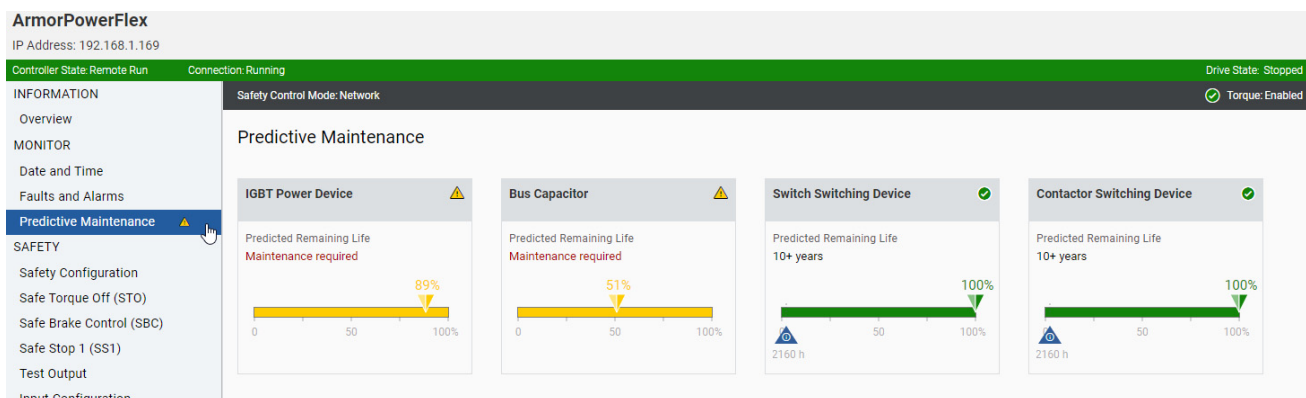 ArmorPowerFlex
IP Address: 192.168.1.169
Controller State: Remote Run Connection: Running Drive State: Stopped
INFORMATION
Overview
MONITOR
Date and Time
Faults and Alarms
Predictive Maintenance
SAFETY
Safety Configuration
Safe Torque Off (STO)
Safe Brake Control (SBC)
Safe Stop 1 (SS1)
Test Output
Input Configuration
Safety Control Mode: Network Torque: Enabled
Predictive Maintenance
IGBT Power Device
Predicted Remaining Life
Maintenance required
89%
0 50 100%
Bus Capacitor
Predicted Remaining Life
Maintenance required
51%
0 50 100%
Switch Switching Device
Predicted Remaining Life
10+ years
100%
50 100%
2160 h
Contactor Switching Device
Predicted Remaining Life
10+ years
100%
50 100%
2160 h